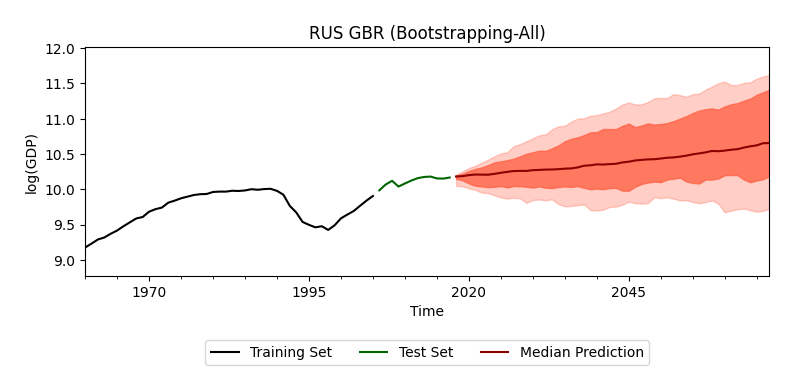 RUS GBR (Bootstrapping-All)
12.0
11.5
11.0
10.5
10.0
9.5
9.0
log(GDP)
1970 1995 2020 2045
Time
Training Set Test Set Median Prediction